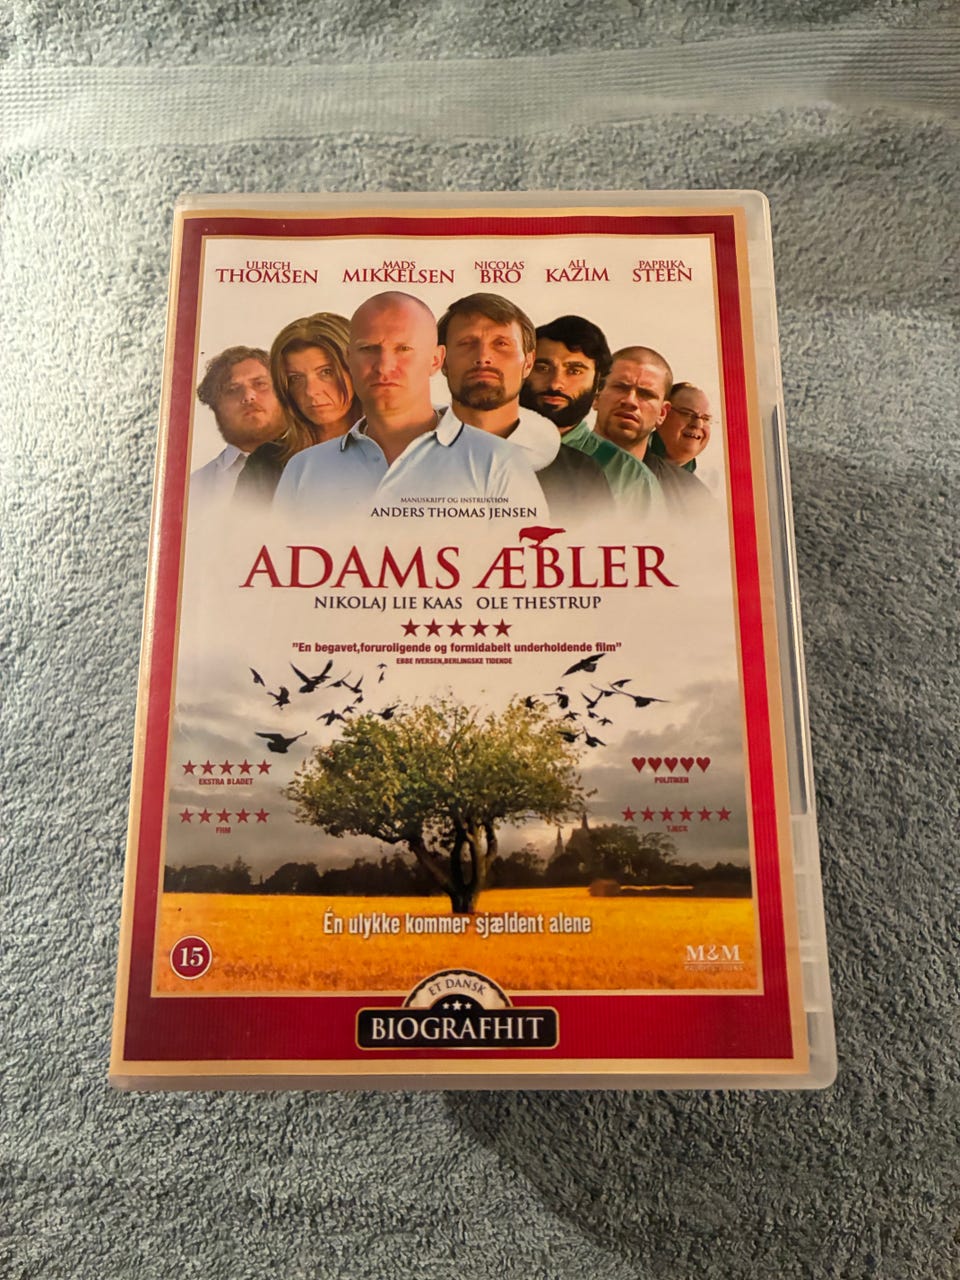 ULRICH THOMSEN
MADS MIKKELSEN
NICOLAS BRO
ALI KAZIM
PAPRIKA STEEN
MANUSKRIPT OG INSTRUKTION
ANDERS THOMAS JENSEN
ADAMS ÆBLER
NIKOLAJ LIE KAAS OLE THESTRUP
"En begavet,foruroligende og formidabelt underholdende film"
EBBE IVERSEN,BERLINGSKE TIDENDE
EKSTRA BLADET
POLITIKEN
FHM
TJECK
Én ulykke kommer sjældent alene
15
M&M
ET DANSK
BIOGRAFHIT